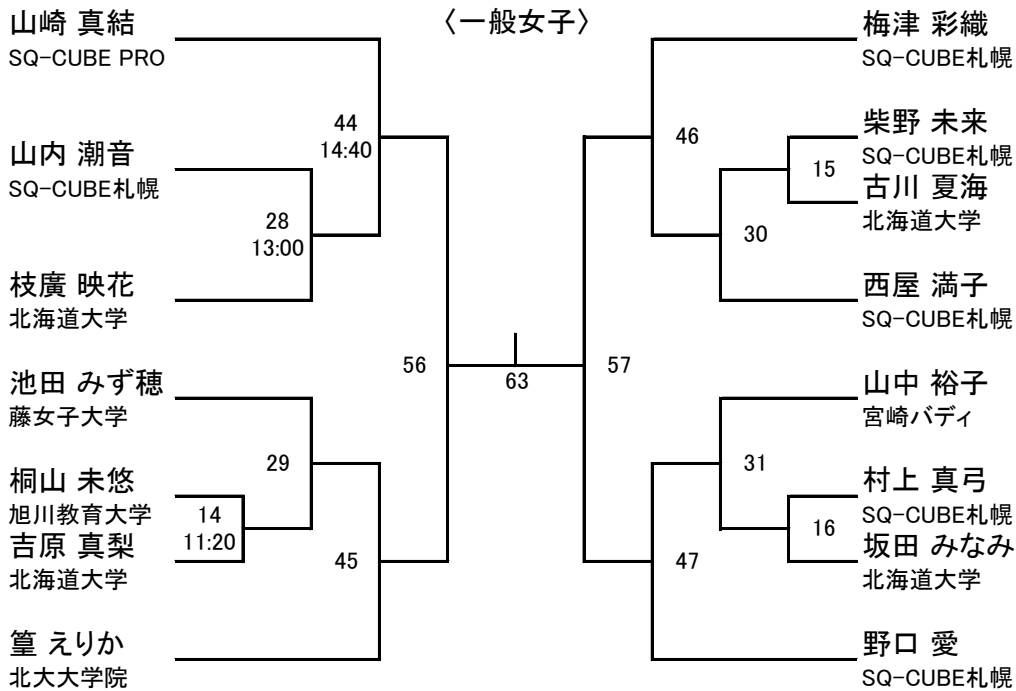 〈一般女子〉
山崎 真結
SQ-CUBE PRO
44
14:40
山内 潮音
SQ-CUBE札幌
28
13:00
枝廣 映花
北海道大学
56
池田 みず穂
藤女子大学
29
桐山 未悠
旭川教育大学
14
11:20
吉原 真梨
北海道大学
45
篁 えりか
北大大学院
63
梅津 彩織
SQ-CUBE札幌
46
柴野 未来
SQ-CUBE札幌
15
古川 夏海
北海道大学
30
西屋 満子
SQ-CUBE札幌
57
山中 裕子
宮崎バディ
31
村上 真弓
SQ-CUBE札幌
16
坂田 みなみ
北海道大学
47
野口 愛
SQ-CUBE札幌